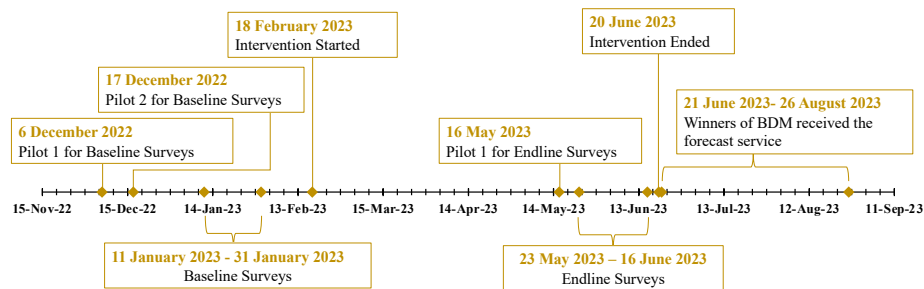 18 February 2023
Intervention Started
20 June 2023
Intervention Ended
17 December 2022
Pilot 2 for Baseline Surveys
21 June 2023- 26 August 2023
Winners of BDM received the
forecast service
6 December 2022
Pilot 1 for Baseline Surveys
16 May 2023
Pilot 1 for Endline Surveys
15-Nov-22 15-Dec-22 14-Jan-23 13-Feb-23 15-Mar-23 14-Apr-23 14-May-23 13-Jun-23 13-Jul-23 12-Aug-23 11-Sep-23
11 January 2023 - 31 January 2023
Baseline Surveys
23 May 2023 – 16 June 2023
Endline Surveys